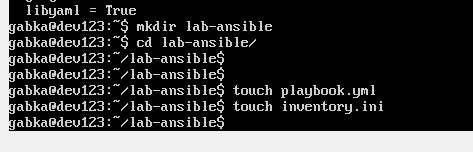 libyaml = True
gabka@dev123:~$ mkdir lab-ansible
gabka@dev123:~$ cd lab-ansible/
gabka@dev123:~/lab-ansible$
gabka@dev123:~/lab-ansible$
gabka@dev123:~/lab-ansible$ touch playbook.yml
gabka@dev123:~/lab-ansible$ touch inventory.ini
gabka@dev123:~/lab-ansible$